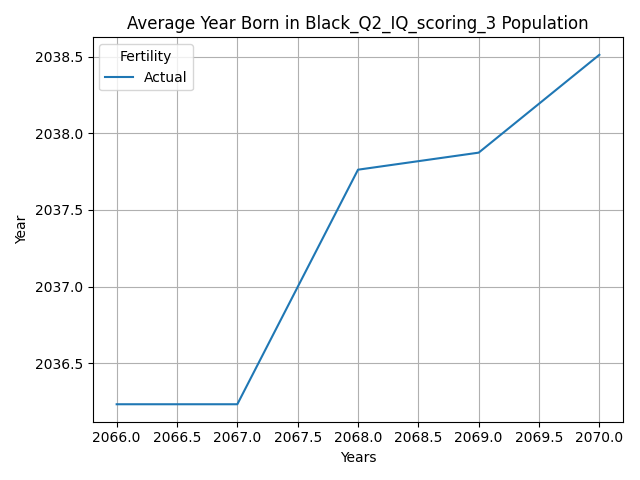 Average Year Born in Black_Q2_IQ_scoring_3 Population
Fertility
Actual
2038.5
2038.0
2037.5
2037.0
2036.5
Year
2066.0 2066.5 2067.0 2067.5 2068.0 2068.5 2069.0 2069.5 2070.0
Years